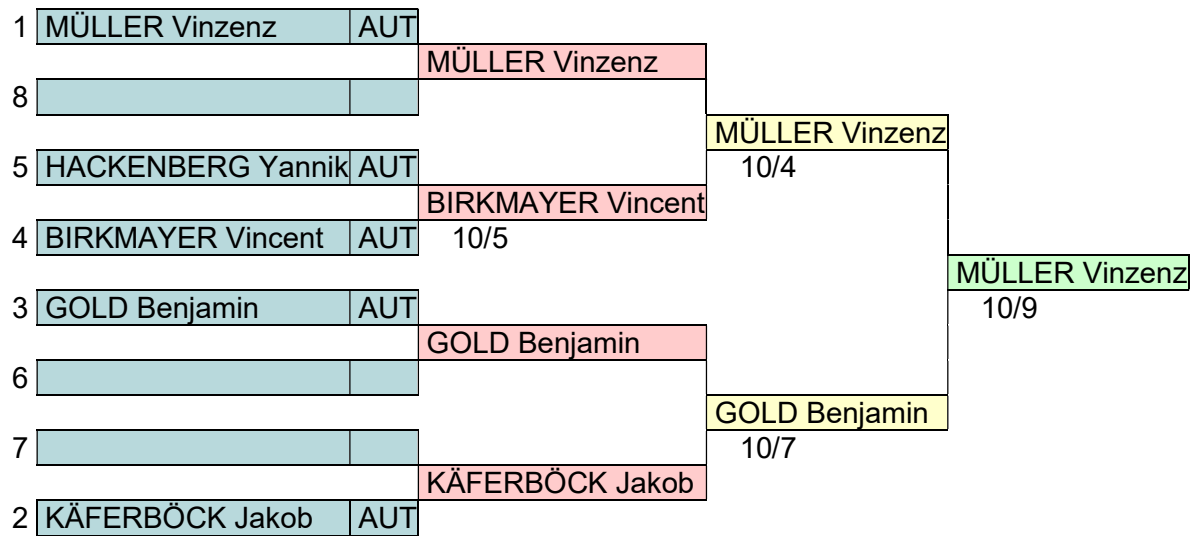 1 MÜLLER Vinzenz AUT
MÜLLER Vinzenz
8
MÜLLER Vinzenz
5 HACKENBERG Yannik AUT 10/4
BIRKMAYER Vincent
4 BIRKMAYER Vincent AUT 10/5
MÜLLER Vinzenz
3 GOLD Benjamin AUT 10/9
GOLD Benjamin
6
GOLD Benjamin
7 10/7
KÄFERBÖCK Jakob
2 KÄFERBÖCK Jakob AUT